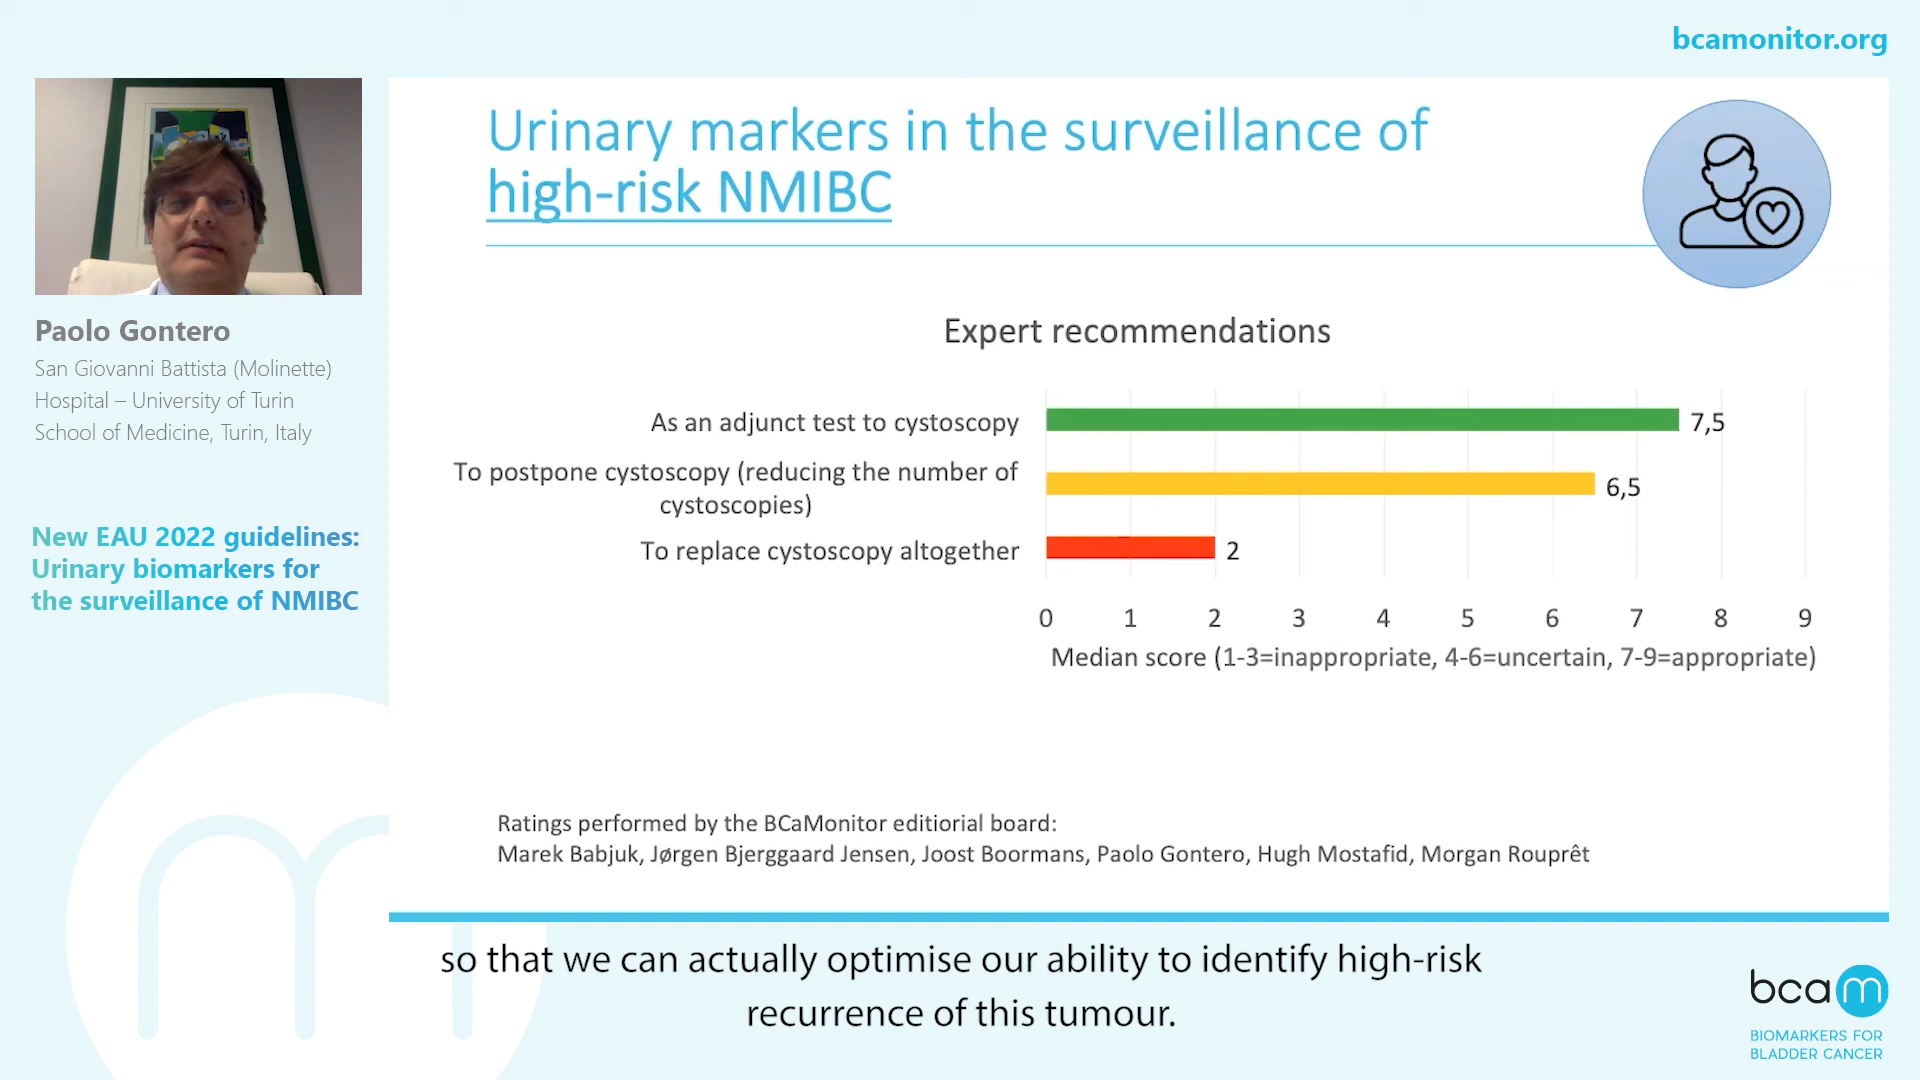 bcamonitor.org
Paolo Gontero
San Giovanni Battista (Molinette)
Hospital – University of Turin
School of Medicine, Turin, Italy
New EAU 2022 guidelines:
Urinary biomarkers for
the surveillance of NMIBC
Urinary markers in the surveillance of
high-risk NMIBC
Expert recommendations
As an adjunct test to cystoscopy
7,5
To postpone cystoscopy (reducing the number of
cystoscopies)
6,5
To replace cystoscopy altogether
2
0 1 2 3 4 5 6 7 8 9
Median score (1-3=inappropriate, 4-6=uncertain, 7-9=appropriate)
Ratings performed by the BCaMonitor editiorial board:
Marek Babjuk, Jørgen Bjerggaard Jensen, Joost Boormans, Paolo Gontero, Hugh Mostafid, Morgan Rouprêt
so that we can actually optimise our ability to identify high-risk
recurrence of this tumour.
bcam
BIOMARKERS FOR
BLADDER CANCER